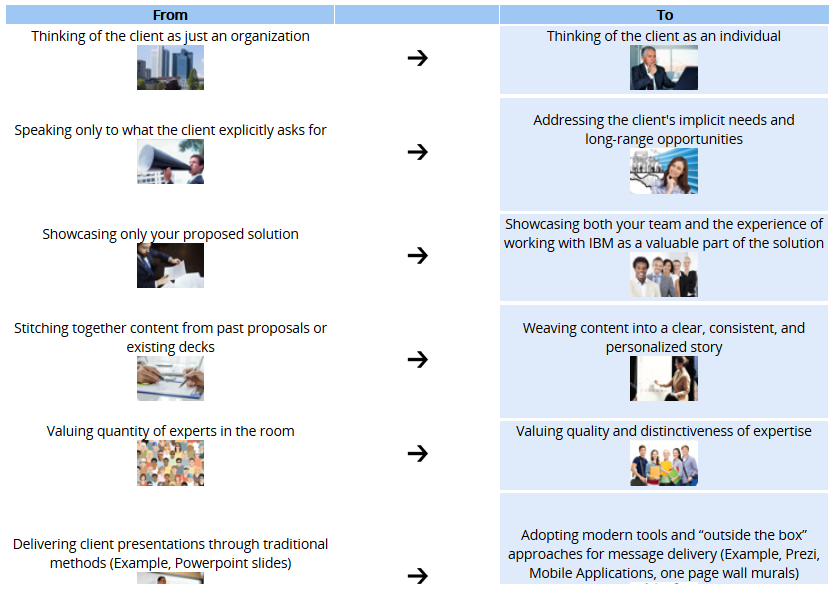 From
To
Thinking of the client as just an organization
Thinking of the client as an individual
Speaking only to what the client explicitly asks for
Addressing the client's implicit needs and
long-range opportunities
Showcasing only your proposed solution
Showcasing both your team and the experience of
working with IBM as a valuable part of the solution
Stitching together content from past proposals or
existing decks
Weaving content into a clear, consistent, and
personalized story
Valuing quantity of experts in the room
Valuing quality and distinctiveness of expertise
Delivering client presentations through traditional
methods (Example, Powerpoint slides)
Adopting modern tools and “outside the box”
approaches for message delivery (Example, Prezi,
Mobile Applications, one page wall murals)